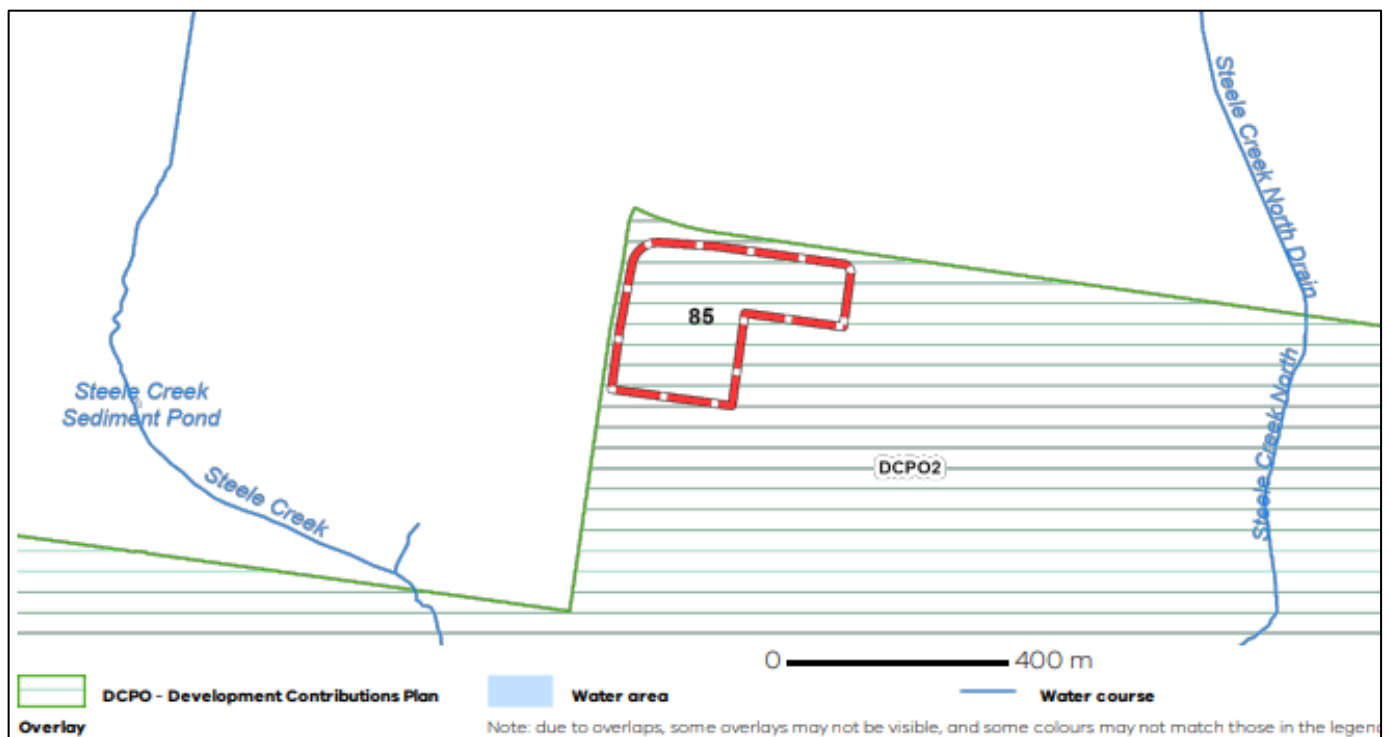 Steele Creek North Drain
85
Steele Creek
Sediment Pond
Steele Creek North
DCPO2
Steele Creek
0 400 m
DCPO - Development Contributions Plan
Overlay
Water area
Water course
Note: due to overlaps, some overlays may not be visible, and some colours may not match those in the legend